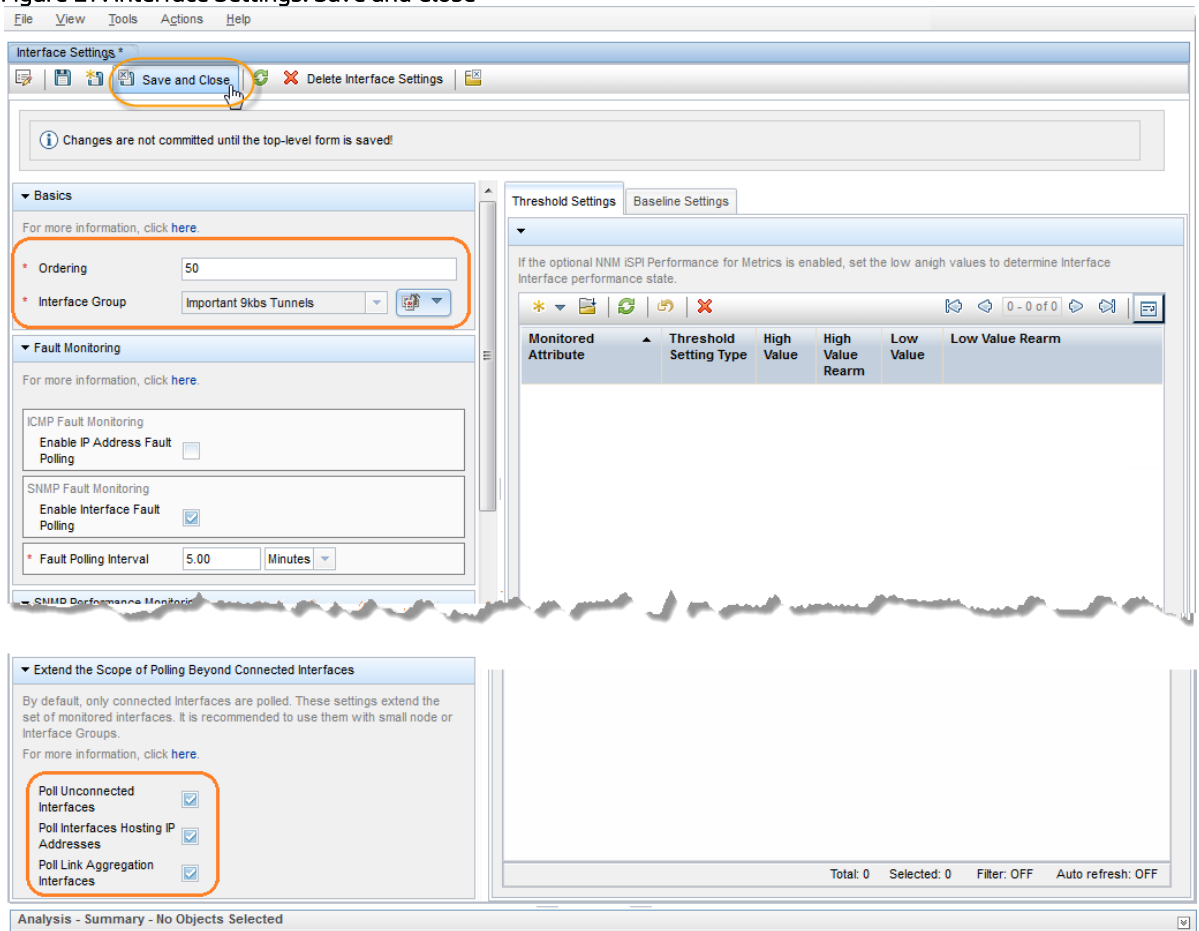 File View Tools Actions Help
Interface Settings *
Save and Close Delete Interface Settings
Changes are not committed until the top-level form is saved!
Basics
For more information, click here.
* Ordering 50
* Interface Group Important 9kbs Tunnels
Fault Monitoring
For more information, click here.
ICMP Fault Monitoring
Enable IP Address Fault
Polling
SNMP Fault Monitoring
Enable Interface Fault
Polling
* Fault Polling Interval 5.00 Minutes
Threshold Settings Baseline Settings
If the optional NNM iSPI Performance for Metrics is enabled, set the low anigh values to determine Interface
Interface performance state.
0 - 0 of 0
Monitored
Attribute
Threshold
Setting Type
High
Value
High
Value
Rearm
Low
Value
Low Value Rearm
Extend the Scope of Polling Beyond Connected Interfaces
By default, only connected Interfaces are polled. These settings extend the
set of monitored interfaces. It is recommended to use them with small node or
Interface Groups.
For more information, click here.
Poll Unconnected
Interfaces
Poll Interfaces Hosting IP
Addresses
Poll Link Aggregation
Interfaces
Total: 0 Selected: 0 Filter: OFF Auto refresh: OFF
Analysis - Summary - No Objects Selected